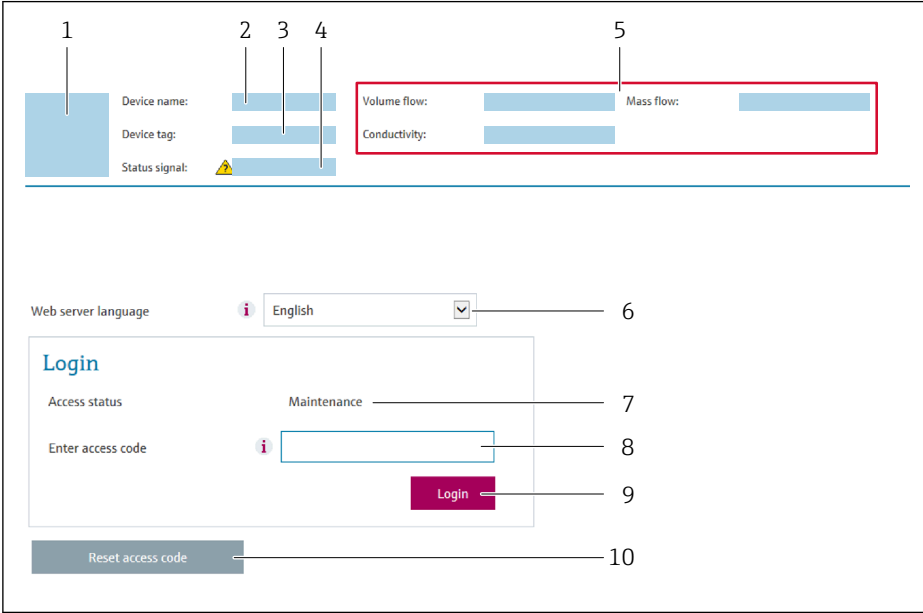 1 2 3 4 5
Device name: Volume flow: Mass flow:
Device tag: Conductivity:
Status signal: ?
Web server language i English 6
Login
Access status Maintenance 7
Enter access code i 8
Login 9
Reset access code 10